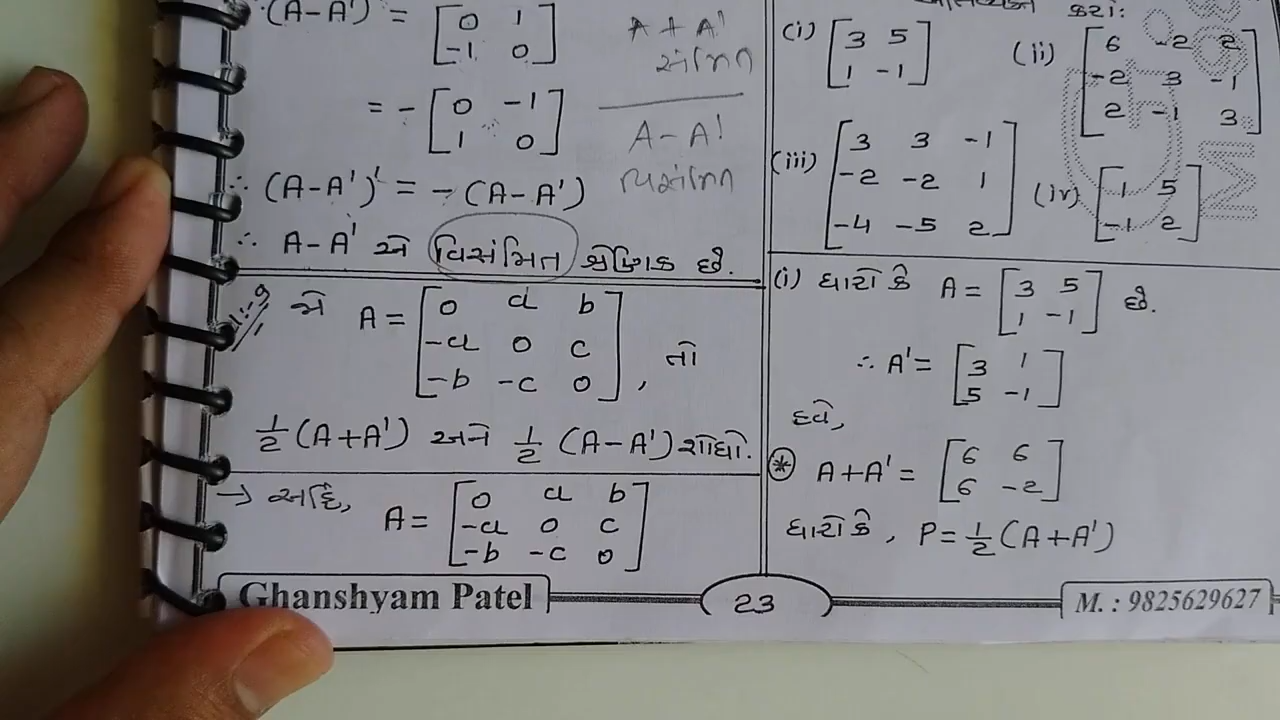 (A-A') = [0 1
-1 0]
= - [0 -1
1 0]
∴ (A-A')' = - (A-A')
∴ A-A' એ વિસંમિત શ્રેણિક છે.
A + A'
સંમિત
A - A'
વિસંમિત
જો A = [0 a b
-a 0 c
-b -c 0], તો
½(A+A') અને ½(A-A') શોધો.
→ અહિં, A = [0 a b
-a 0 c
-b -c 0]
કરો:
(i) [3 5
1 -1]
(ii) [6 -2 2
-2 3 -1
2 -1 3]
(iii) [3 3 -1
-2 -2 1
-4 -5 2]
(iv) [1 5
-1 2]
(i) ધારો કે A = [3 5
1 -1] છે.
∴ A' = [3 1
5 -1]
હવે,
* A+A' = [6 6
6 -2]
ધારો કે, P = ½(A+A')
Ghanshyam Patel
23
M. : 9825629627